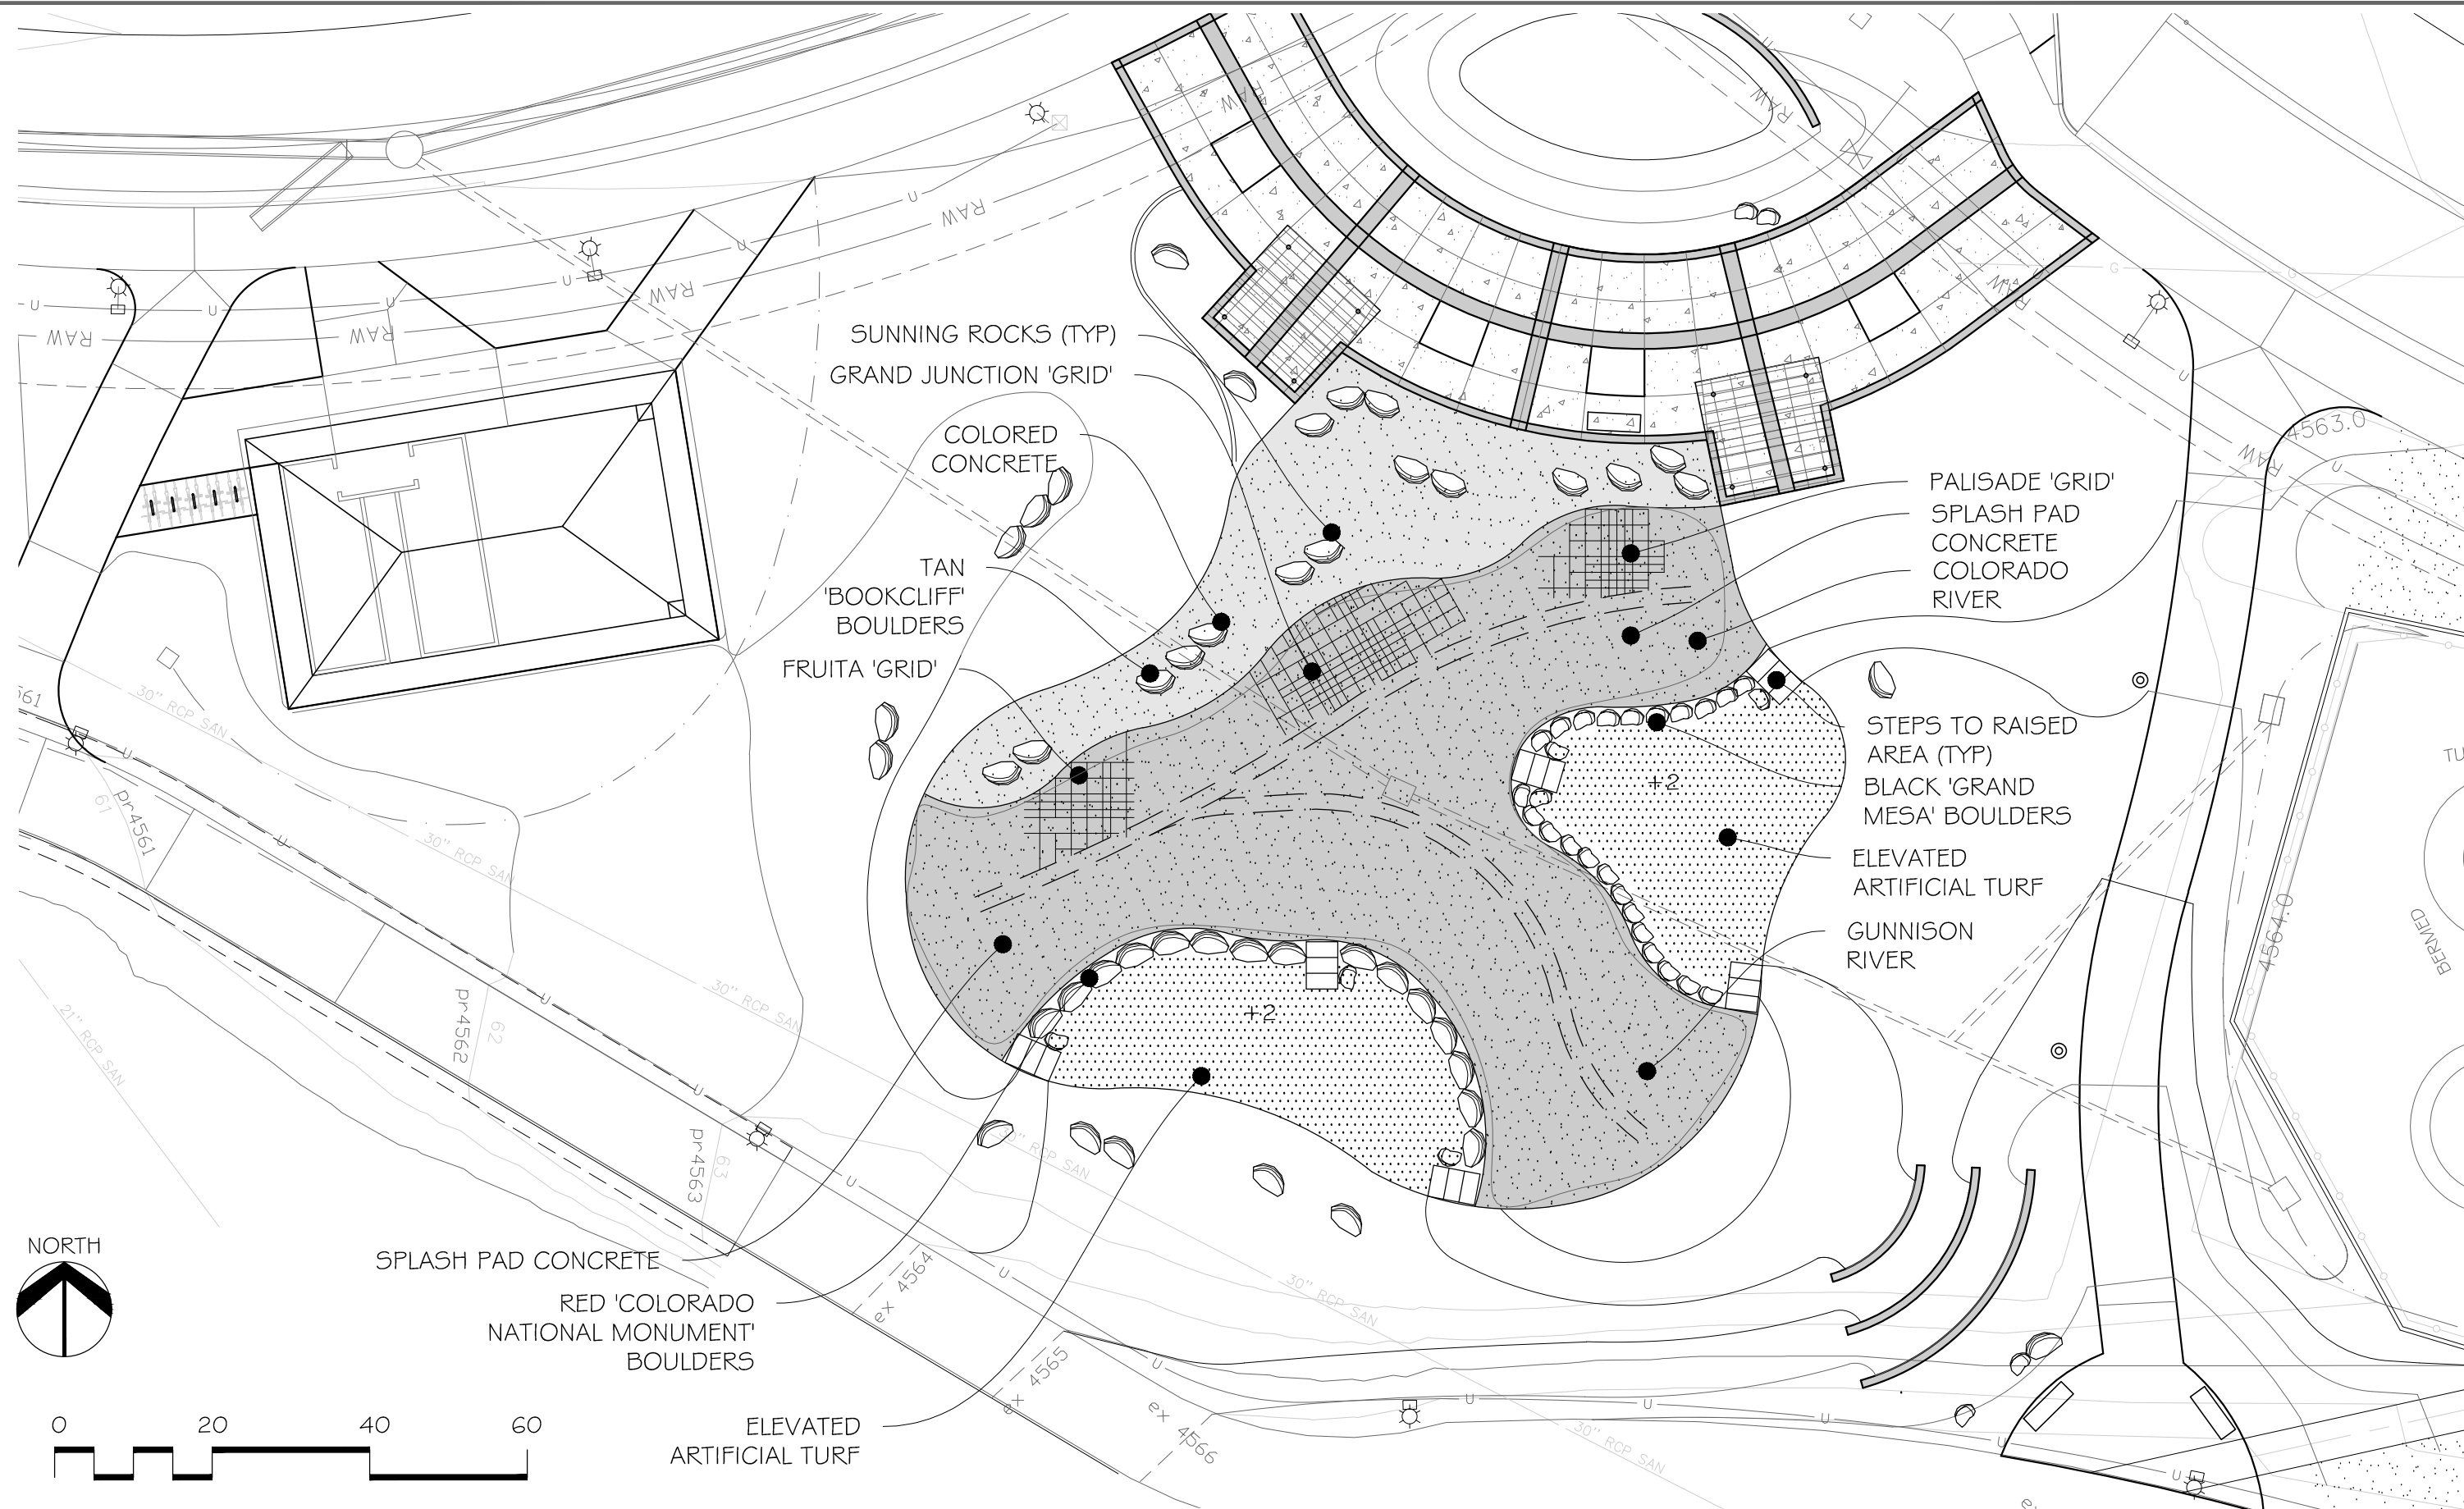 RAW
RAW
RAW
RAW
RAW
RAW
RAW
RAW
RAW
U
U
U
U
U
U
U
G
G
4563.0
SUNNING ROCKS (TYP)
GRAND JUNCTION 'GRID'
COLORED
CONCRETE
TAN
'BOOKCLIFF'
BOULDERS
FRUITA 'GRID'
PALISADE 'GRID'
SPLASH PAD
CONCRETE
COLORADO
RIVER
STEPS TO RAISED
AREA (TYP)
BLACK 'GRAND
MESA' BOULDERS
ELEVATED
ARTIFICIAL TURF
GUNNISON
RIVER
+2
+2
4564.0
BERMED
TU
561
30" RCP SAN
30" RCP SAN
30" RCP SAN
30" RCP SAN
30" RCP SAN
30" RCP SAN
21" RCP SAN
61
pr4561
62
pr4562
63
pr4563
U
U
U
U
U
U
U
U
U
U
U
U
ex 4564
ex 4565
ex 4566
SPLASH PAD CONCRETE
RED 'COLORADO
NATIONAL MONUMENT'
BOULDERS
ELEVATED
ARTIFICIAL TURF
NORTH
0 20 40 60